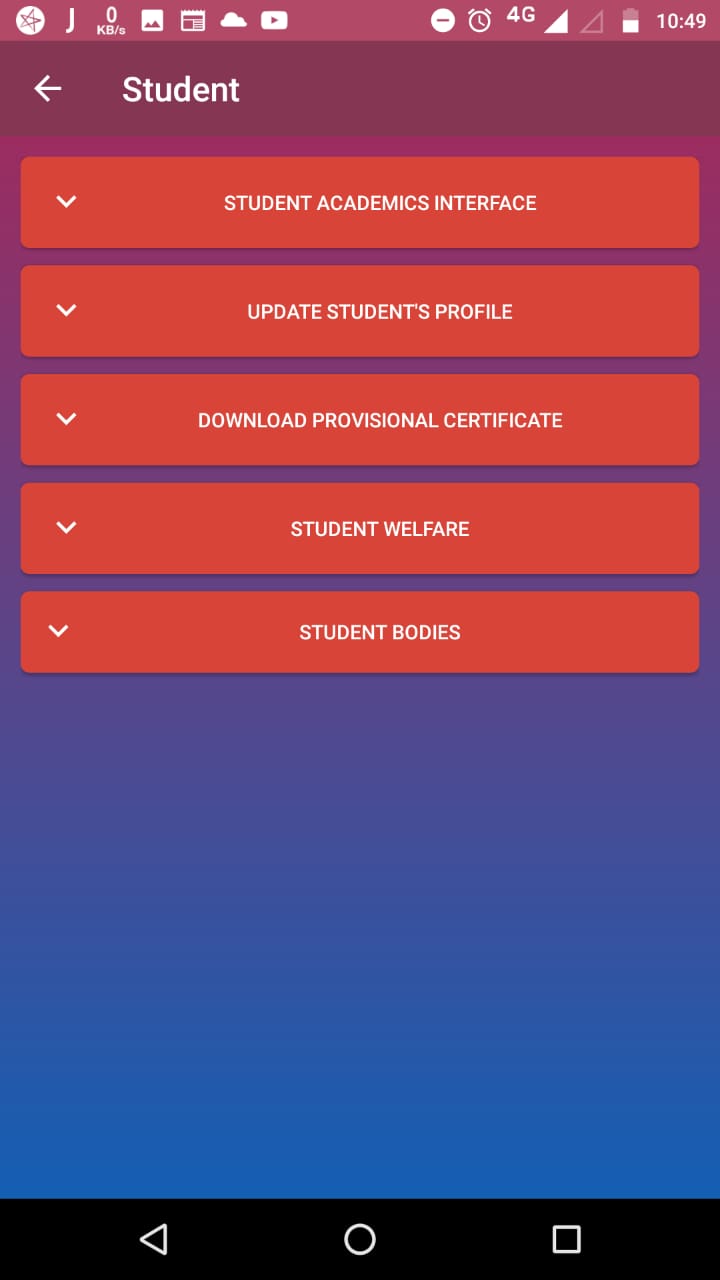 J
0
KB/s
4G
10:49
Student
STUDENT ACADEMICS INTERFACE
UPDATE STUDENT'S PROFILE
DOWNLOAD PROVISIONAL CERTIFICATE
STUDENT WELFARE
STUDENT BODIES